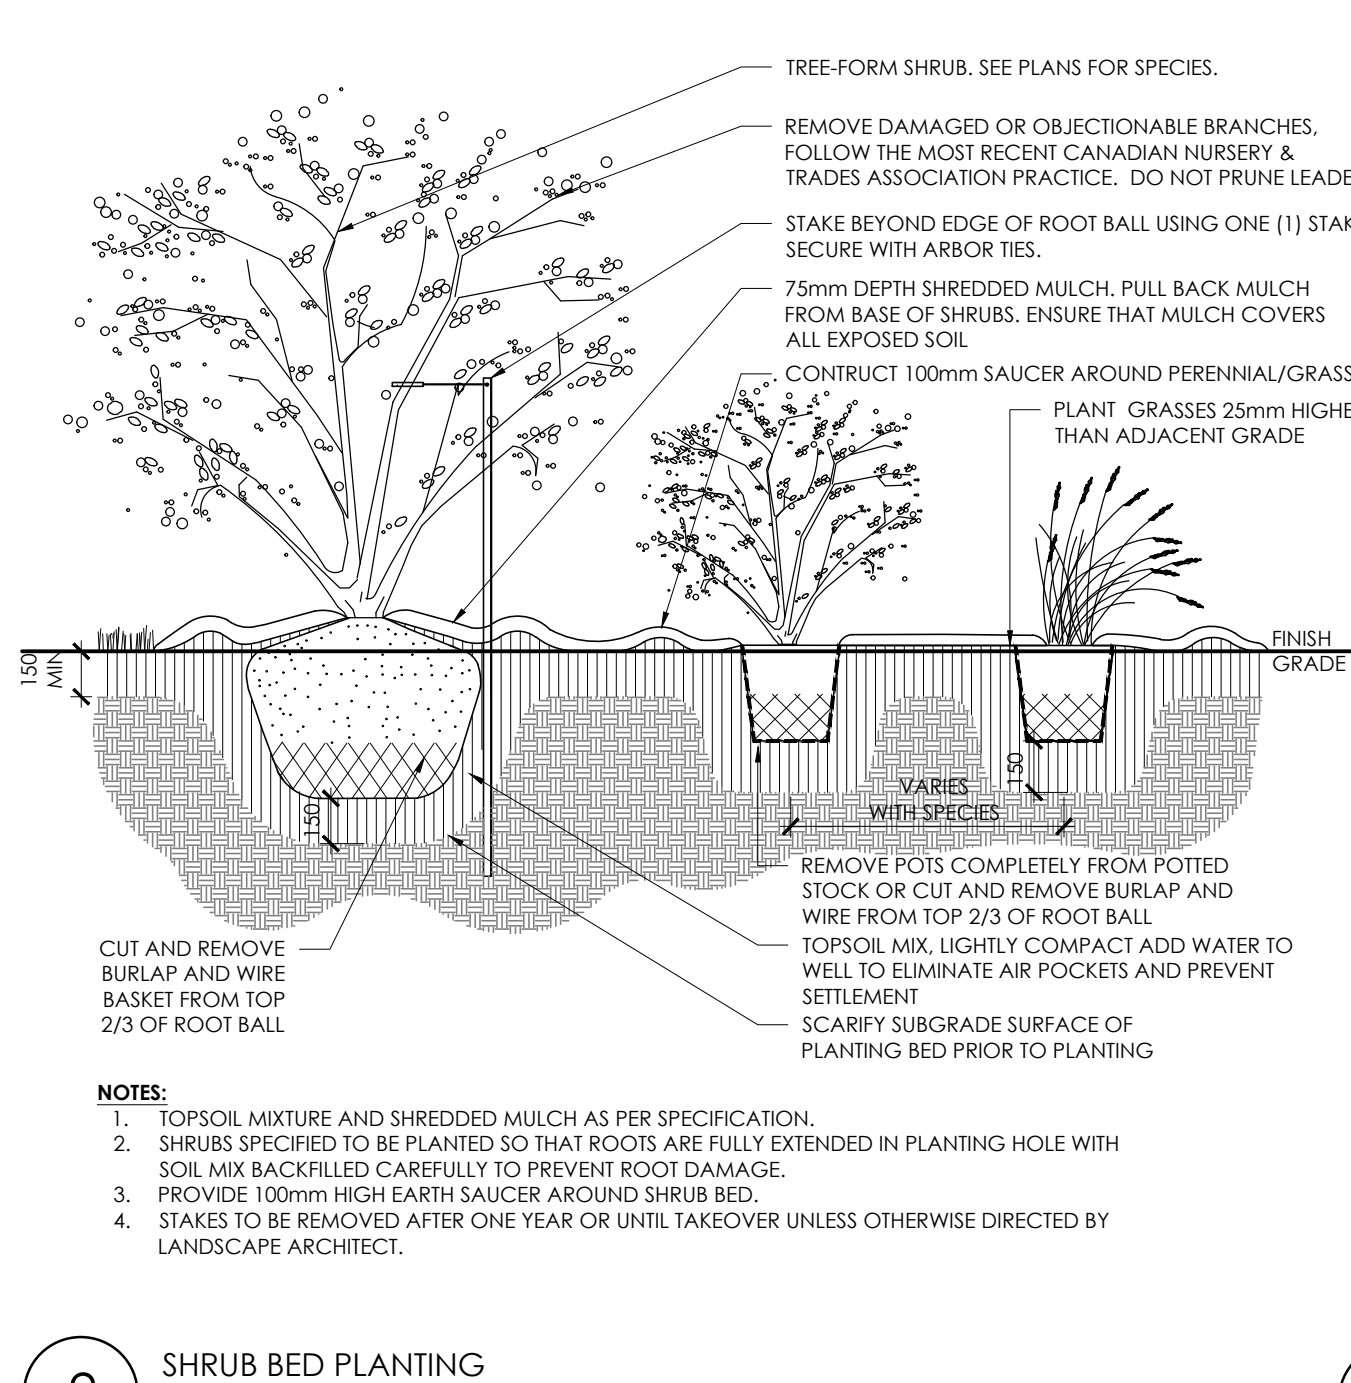 TREE-FORM SHRUB. SEE PLANS FOR SPECIES.
REMOVE DAMAGED OR OBJECTIONABLE BRANCHES,
FOLLOW THE MOST RECENT CANADIAN NURSERY &
TRADES ASSOCIATION PRACTICE. DO NOT PRUNE LEADE
STAKE BEYOND EDGE OF ROOT BALL USING ONE (1) STAK
SECURE WITH ARBOR TIES.
75mm DEPTH SHREDDED MULCH. PULL BACK MULCH
FROM BASE OF SHRUBS. ENSURE THAT MULCH COVERS
ALL EXPOSED SOIL
. CONTRUCT 100mm SAUCER AROUND PERENNIAL/GRASS
PLANT GRASSES 25mm HIGHE
THAN ADJACENT GRADE
FINISH
GRADE
150
MIN
150
150
VARIES
WITH SPECIES
REMOVE POTS COMPLETELY FROM POTTED
STOCK OR CUT AND REMOVE BURLAP AND
WIRE FROM TOP 2/3 OF ROOT BALL
CUT AND REMOVE
BURLAP AND WIRE
BASKET FROM TOP
2/3 OF ROOT BALL
TOPSOIL MIX, LIGHTLY COMPACT ADD WATER TO
WELL TO ELIMINATE AIR POCKETS AND PREVENT
SETTLEMENT
SCARIFY SUBGRADE SURFACE OF
PLANTING BED PRIOR TO PLANTING
NOTES:
1. TOPSOIL MIXTURE AND SHREDDED MULCH AS PER SPECIFICATION.
2. SHRUBS SPECIFIED TO BE PLANTED SO THAT ROOTS ARE FULLY EXTENDED IN PLANTING HOLE WITH
SOIL MIX BACKFILLED CAREFULLY TO PREVENT ROOT DAMAGE.
3. PROVIDE 100mm HIGH EARTH SAUCER AROUND SHRUB BED.
4. STAKES TO BE REMOVED AFTER ONE YEAR OR UNTIL TAKEOVER UNLESS OTHERWISE DIRECTED BY
LANDSCAPE ARCHITECT.
SHRUB BED PLANTING